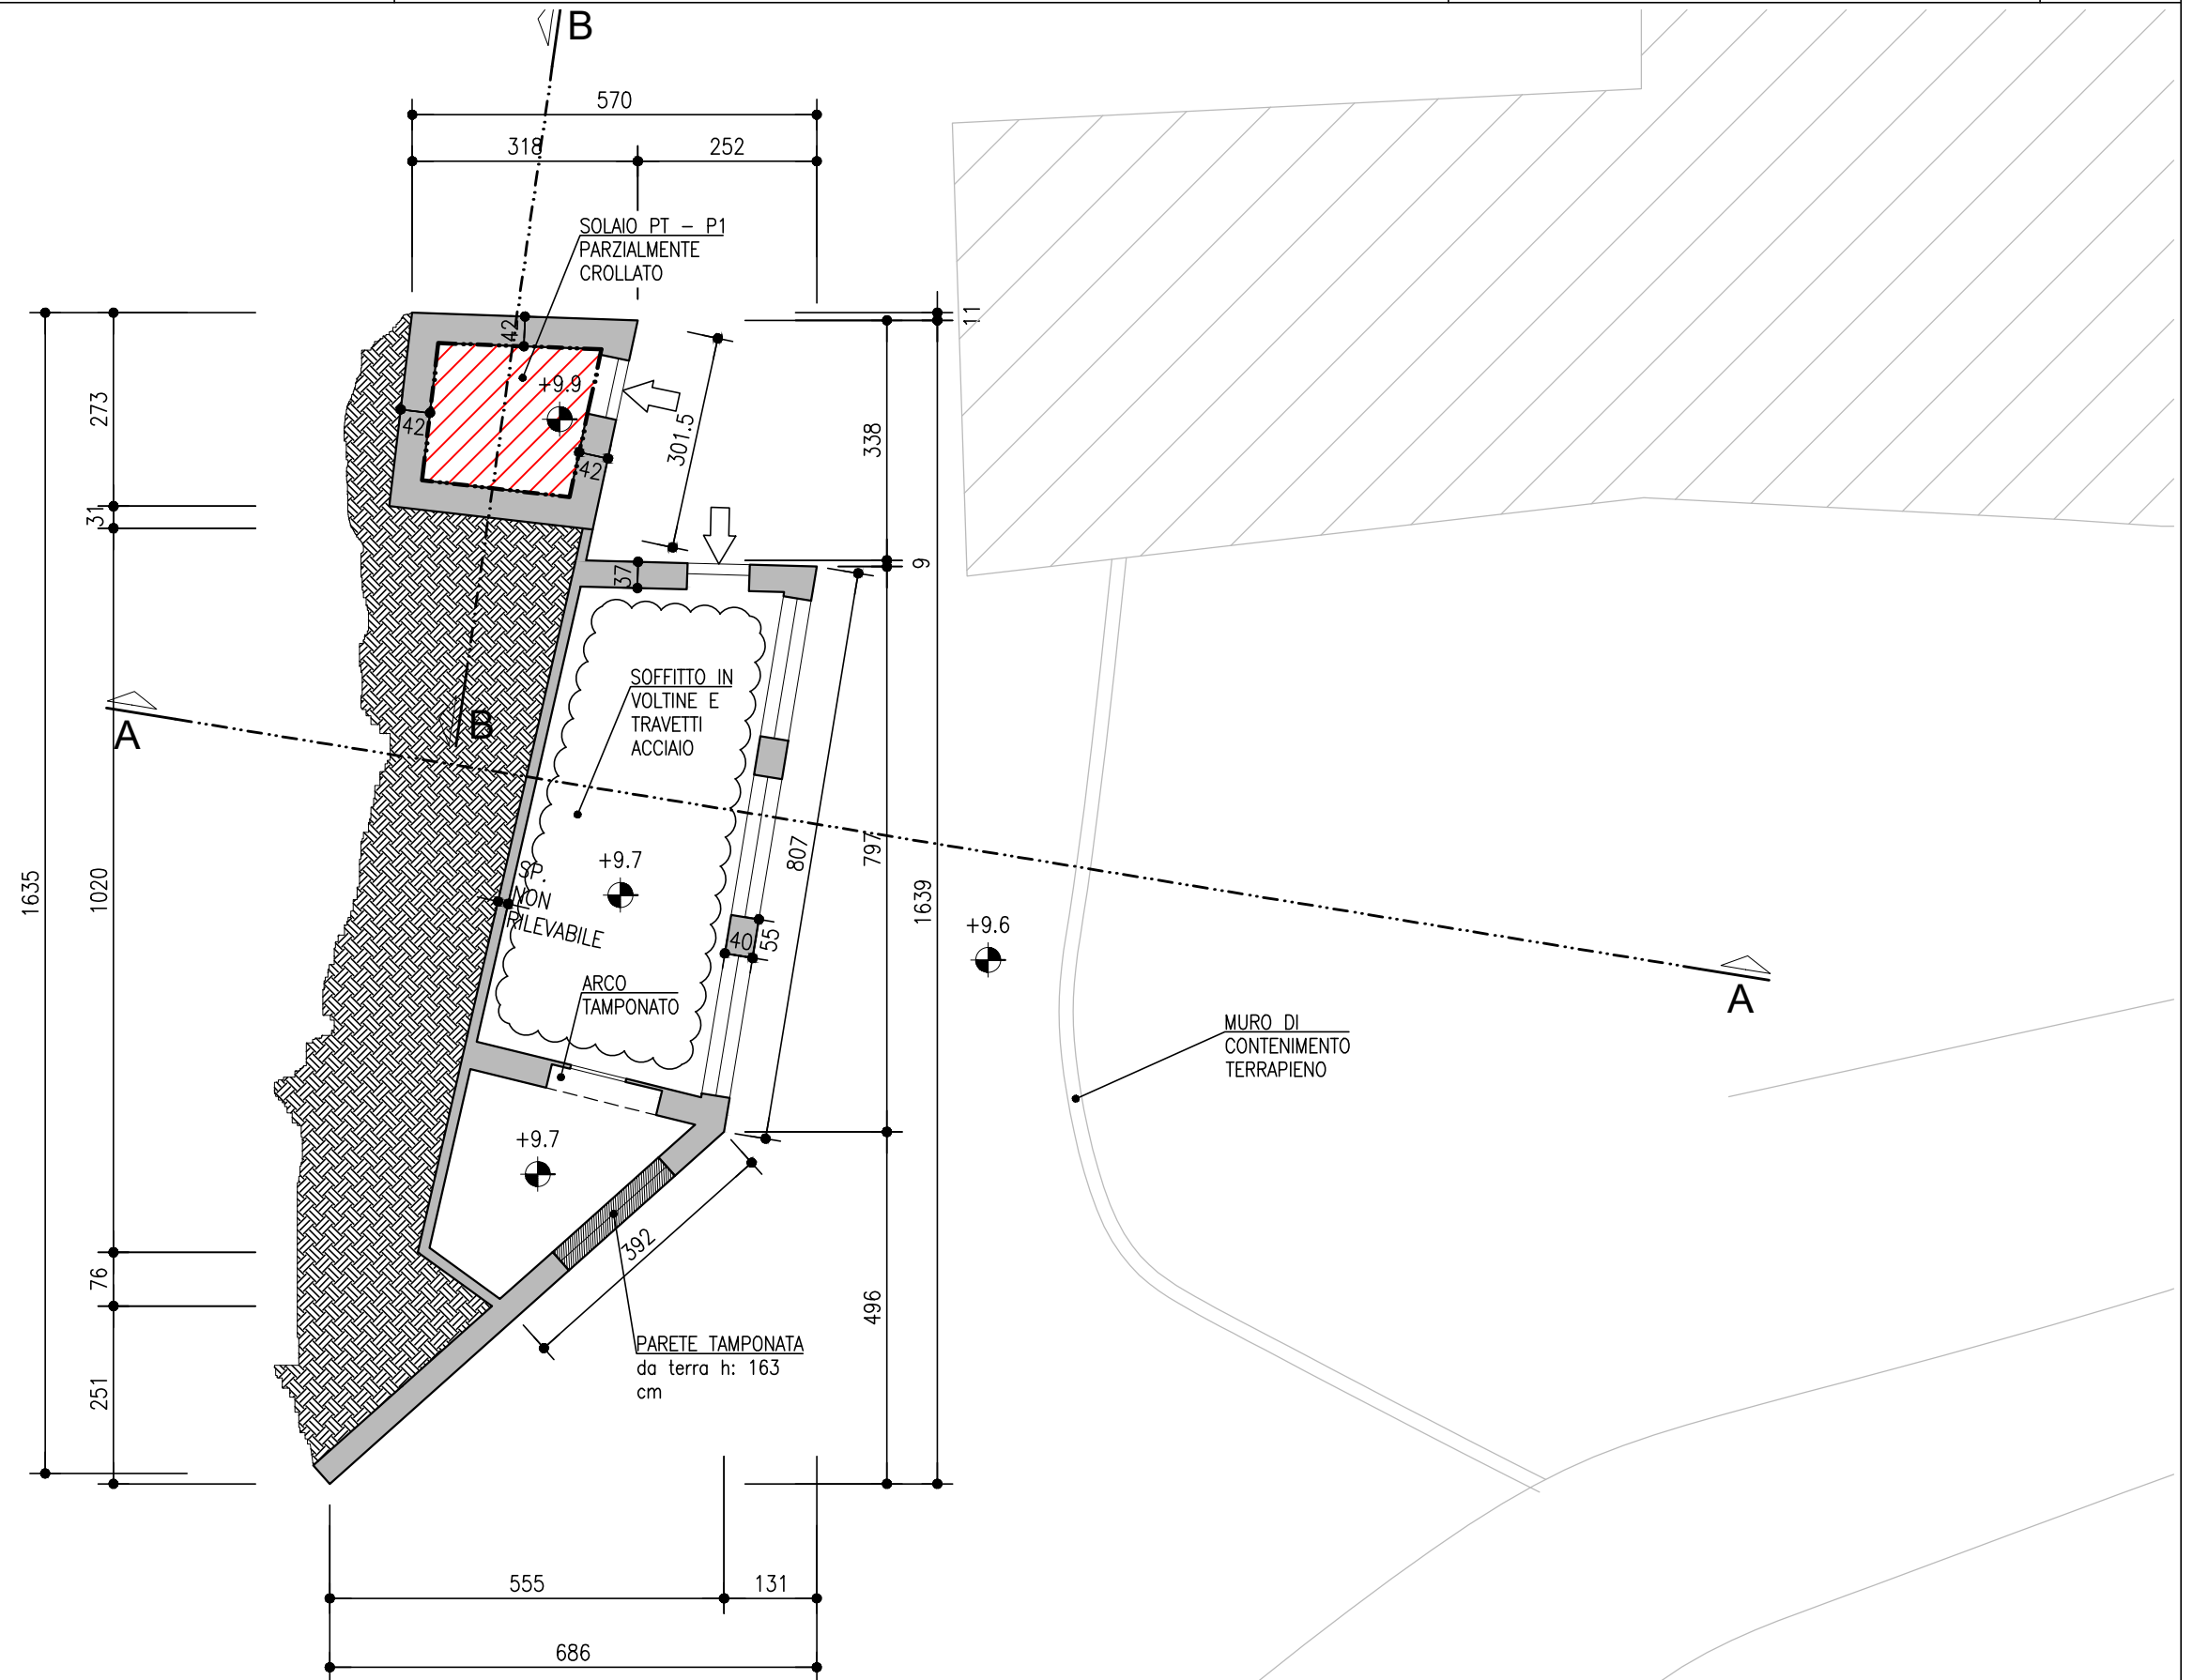 B
570
318
252
SOLAIO PT - P1
PARZIALMENTE
CROLLATO
11
42
+9.9
273
42
301.5
338
42
31
9
37
SOFFITTO IN
VOLTINE E
TRAVETTI
ACCIAIO
A
B
807
797
+9.7
SP.
NON
RILEVABILE
1635
1020
1639
40
55
+9.6
ARCO
TAMPONATO
A
MURO DI
CONTENIMENTO
TERRAPIENO
+9.7
392
76
496
PARETE TAMPONATA
da terra h: 163
cm
251
555
131
686